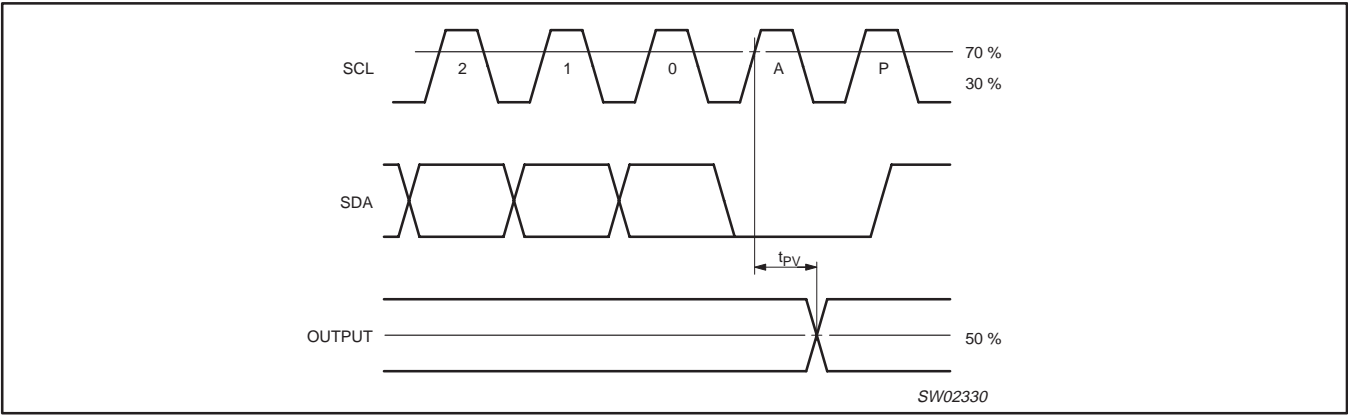 SCL
2 1 0 A P
70 %
30 %
SDA
tPV
OUTPUT
50 %
SW02330